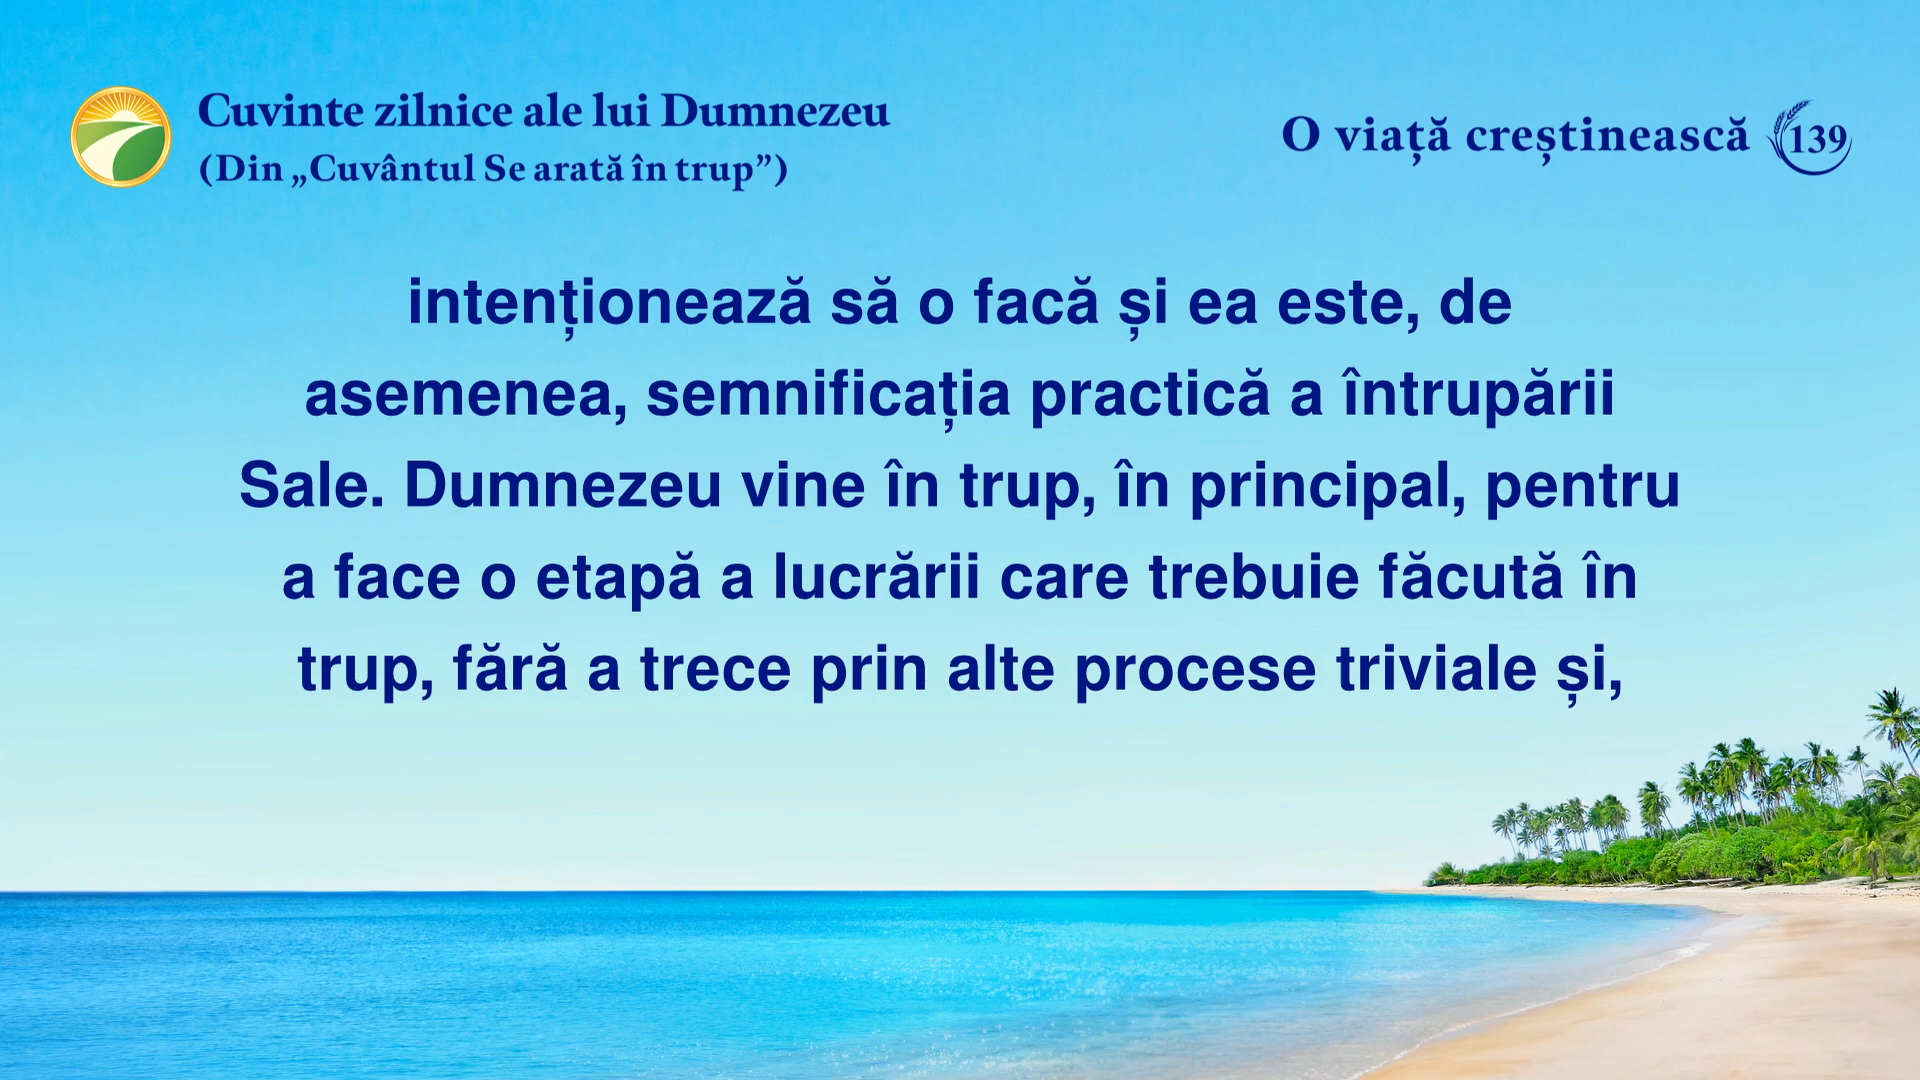 Cuvinte zilnice ale lui Dumnezeu
(Din „Cuvântul Se arată în trup”)
O viață creștinească 139
intenționează să o facă și ea este, de
asemenea, semnificația practică a întrupării
Sale. Dumnezeu vine în trup, în principal, pentru
a face o etapă a lucrării care trebuie făcută în
trup, fără a trece prin alte procese triviale și,